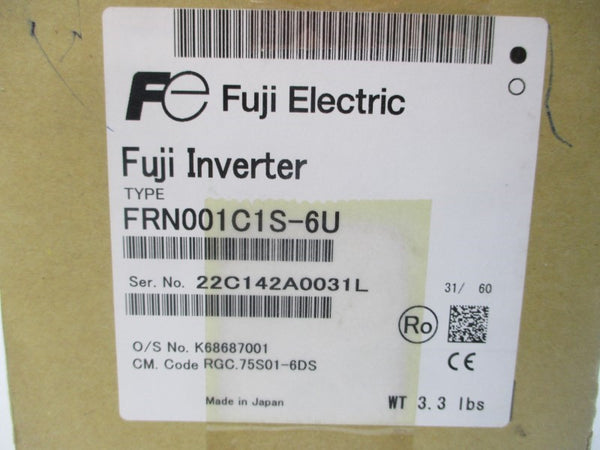 Fe Fuji Electric
Fuji Inverter
TYPE
FRN001C1S-6U
Ser. No. 22C142A0031L
31/ 60
Ro
O/S No. K68687001
CM. Code RGC.75S01-6DS
CE
Made in Japan
WT 3.3 lbs